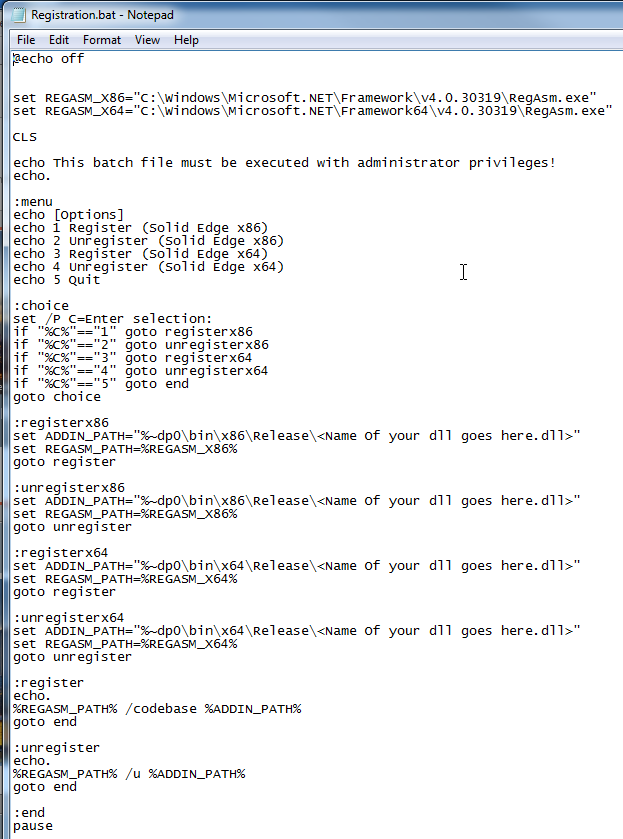 Registration.bat - Notepad
File Edit Format View Help
@echo off
set REGASM_X86="C:\Windows\Microsoft.NET\Framework\v4.0.30319\RegAsm.exe"
set REGASM_X64="C:\Windows\Microsoft.NET\Framework64\v4.0.30319\RegAsm.exe"
CLS
echo This batch file must be executed with administrator privileges!
echo.
:menu
echo [Options]
echo 1 Register (Solid Edge x86)
echo 2 Unregister (Solid Edge x86)
echo 3 Register (Solid Edge x64)
echo 4 Unregister (Solid Edge x64)
echo 5 Quit
:choice
set /P C=Enter selection:
if "%C%"=="1" goto registerx86
if "%C%"=="2" goto unregisterx86
if "%C%"=="3" goto registerx64
if "%C%"=="4" goto unregisterx64
if "%C%"=="5" goto end
goto choice
:registerx86
set ADDIN_PATH="%~dp0\bin\x86\Release\<Name Of your dll goes here.dll>"
set REGASM_PATH=%REGASM_X86%
goto register
:unregisterx86
set ADDIN_PATH="%~dp0\bin\x86\Release\<Name Of your dll goes here.dll>"
set REGASM_PATH=%REGASM_X86%
goto unregister
:registerx64
set ADDIN_PATH="%~dp0\bin\x64\Release\<Name Of your dll goes here.dll>"
set REGASM_PATH=%REGASM_X64%
goto register
:unregisterx64
set ADDIN_PATH="%~dp0\bin\x64\Release\<Name Of your dll goes here.dll>"
set REGASM_PATH=%REGASM_X64%
goto unregister
:register
echo.
%REGASM_PATH% /codebase %ADDIN_PATH%
goto end
:unregister
echo.
%REGASM_PATH% /u %ADDIN_PATH%
goto end
:end
pause